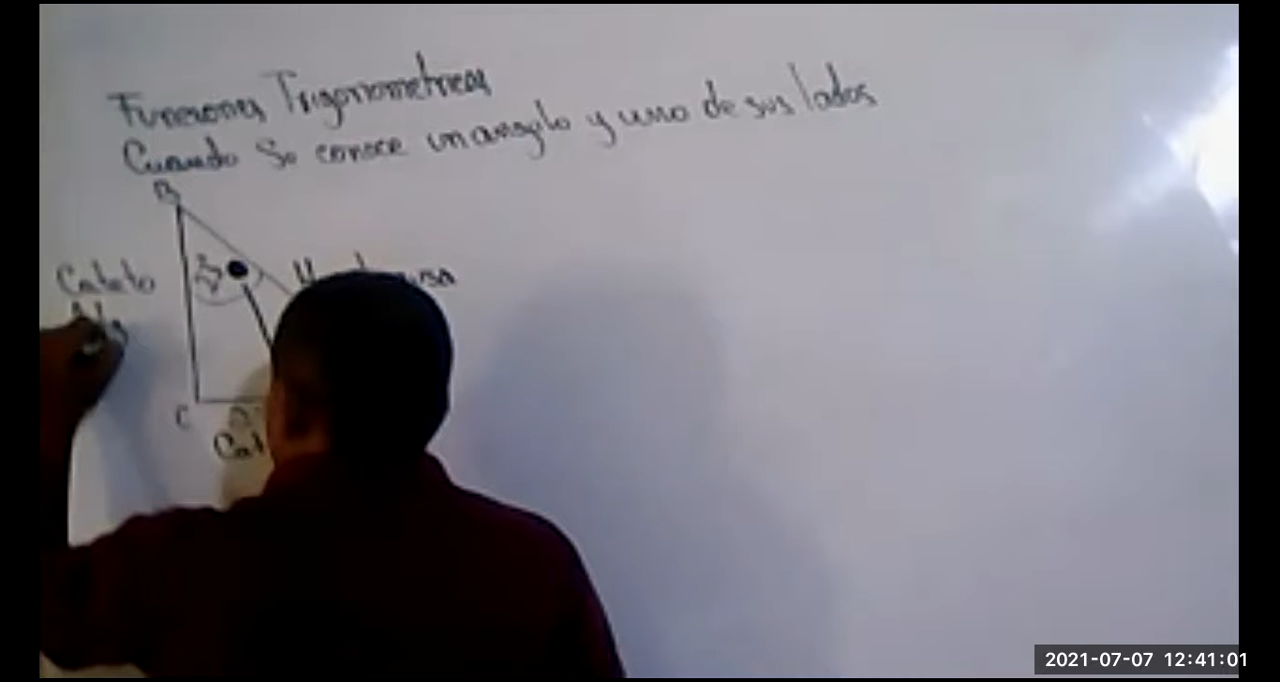 Funciones Trigonometricas
Cuando se conoce un angulo y uno de sus lados
B
Cateto
C
Cat
2021-07-07 12:41:01